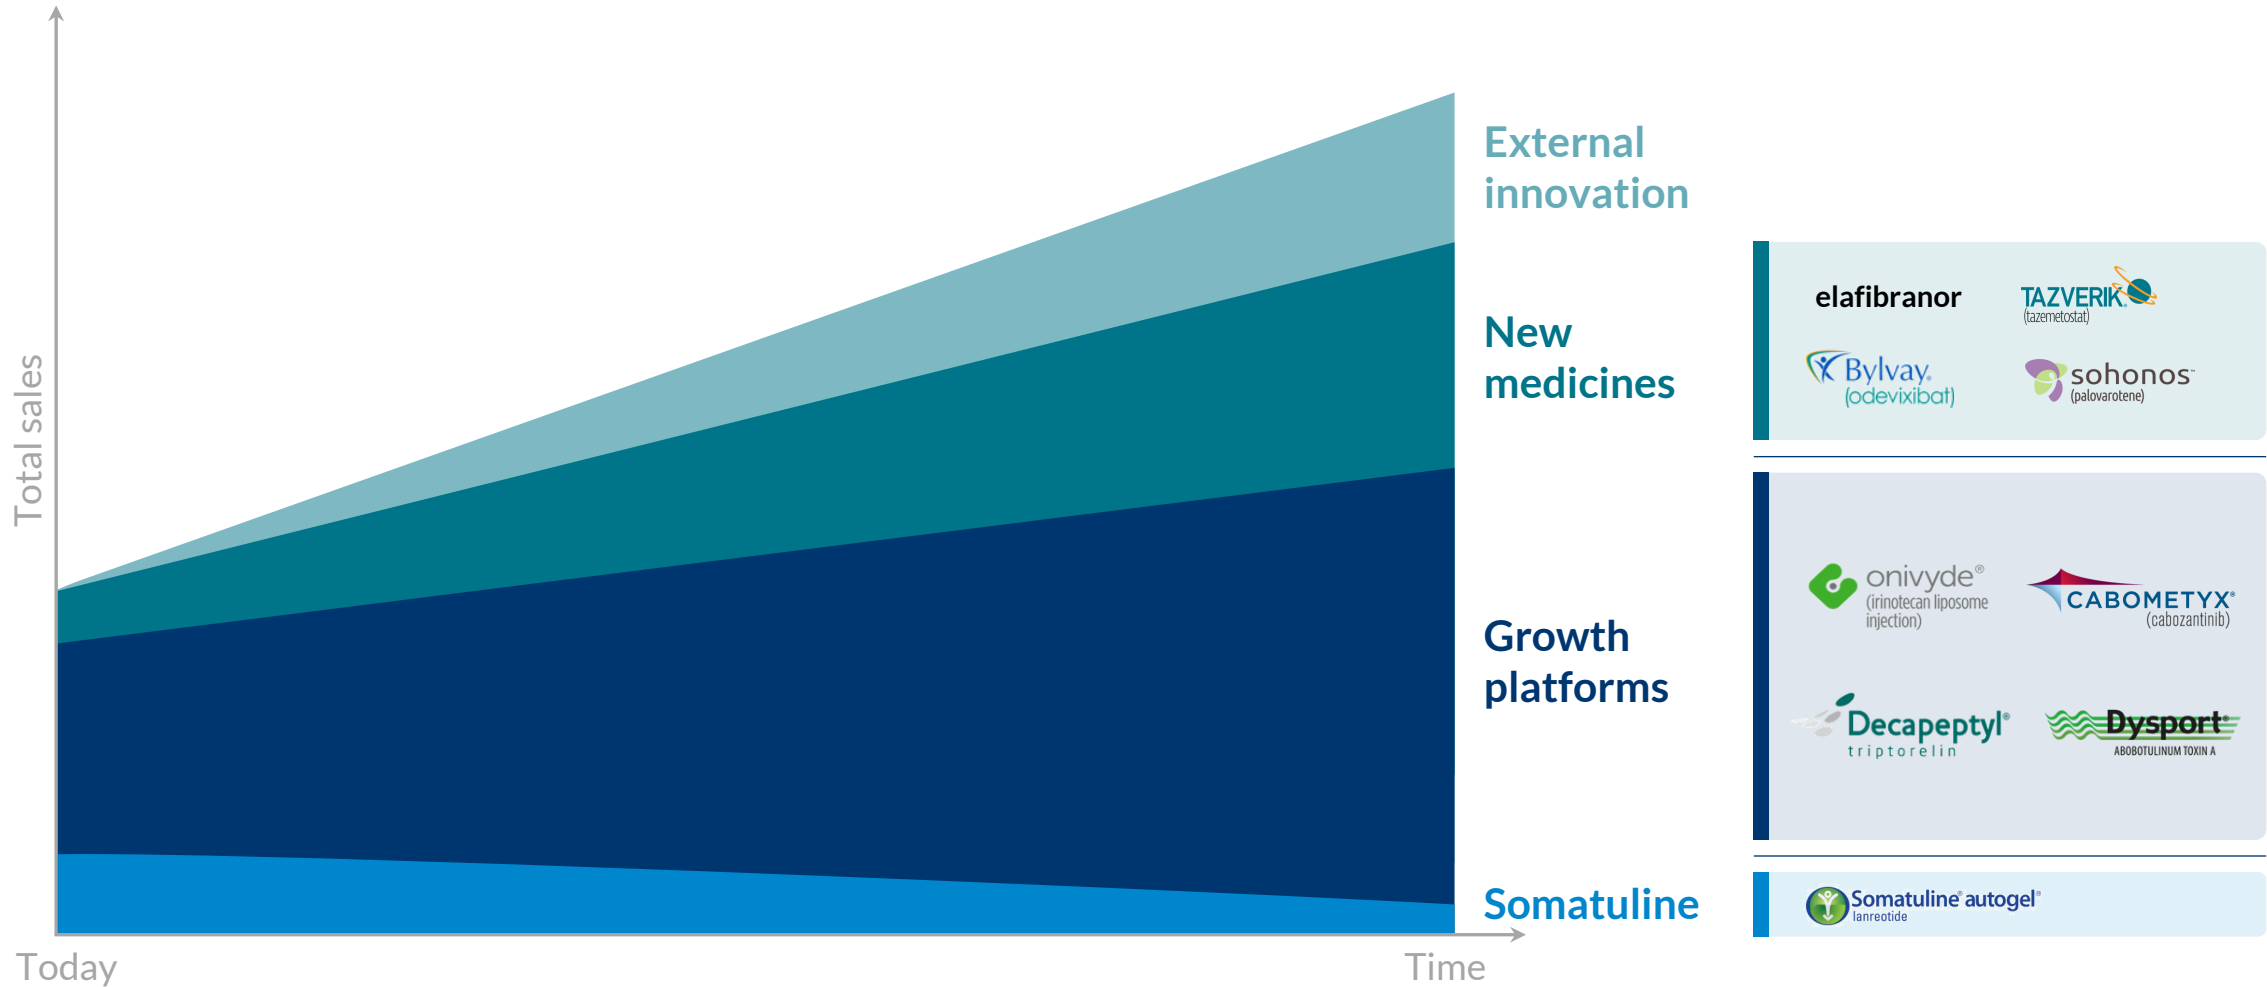 Total sales
Today
Time
External
innovation
New
medicines
Growth
platforms
Somatuline
elafibranor
TAZVERIK®
(tazemetostat)
Bylvay®
(odevixibat)
sohonos™
(palovarotene)
onivyde®
(irinotecan liposome
injection)
CABOMETYX®
(cabozantinib)
Decapeptyl®
triptorelin
Dysport®
ABOBOTULINUM TOXIN A
Somatuline® autogel®
lanreotide